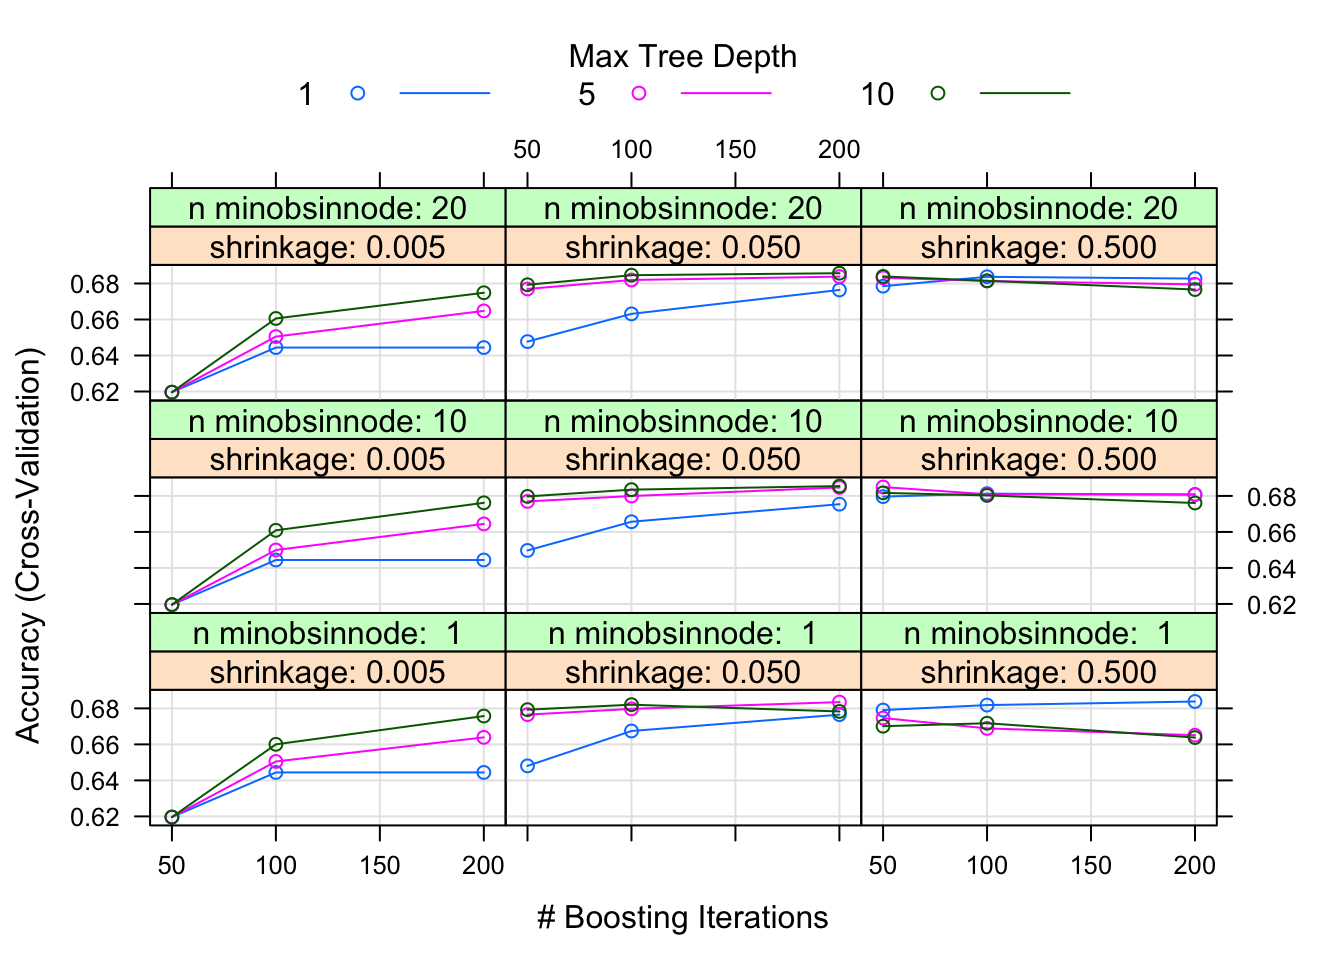 Max Tree Depth
1 5 10
50 100 150 200
n minobsinnode: 20 n minobsinnode: 20 n minobsinnode: 20
shrinkage: 0.005 shrinkage: 0.050 shrinkage: 0.500
0.68
0.66
0.64
0.62
n minobsinnode: 10 n minobsinnode: 10 n minobsinnode: 10
shrinkage: 0.005 shrinkage: 0.050 shrinkage: 0.500
0.68
0.66
0.64
0.62
n minobsinnode:  1 n minobsinnode:  1 n minobsinnode:  1
shrinkage: 0.005 shrinkage: 0.050 shrinkage: 0.500
0.68
0.66
0.64
0.62
50 100 150 200 50 100 150 200
Accuracy (Cross-Validation)
# Boosting Iterations